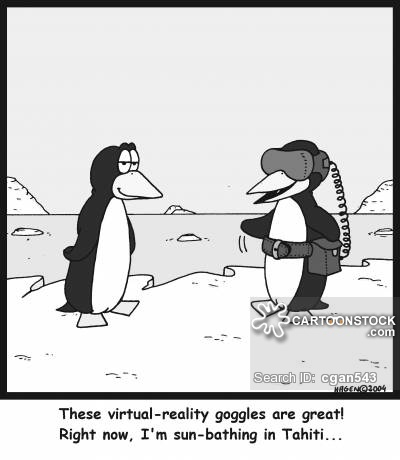 CARTOONSTOCK
.com
Search ID: cgan543
HAGEN©2004
These virtual-reality goggles are great!
Right now, I'm sun-bathing in Tahiti...